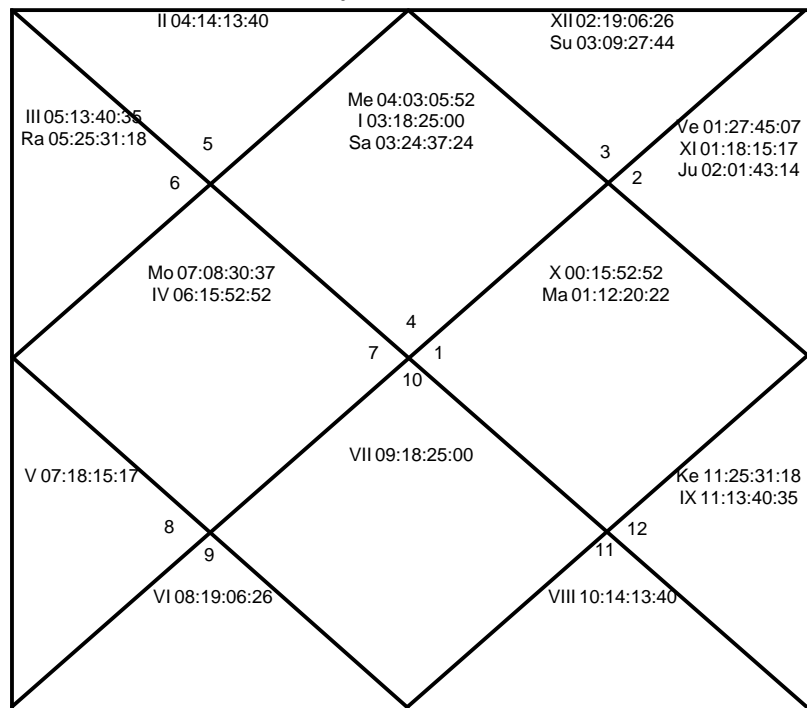 II 04:14:13:40
XII 02:19:06:26
Su 03:09:27:44
Me 04:03:05:52
I 03:18:25:00
Sa 03:24:37:24
III 05:13:40:35
Ra 05:25:31:18
5
6
3
2
Ve 01:27:45:07
XI 01:18:15:17
Ju 02:01:43:14
Mo 07:08:30:37
IV 06:15:52:52
X 00:15:52:52
Ma 01:12:20:22
4
7
1
10
VII 09:18:25:00
V 07:18:15:17
Ke 11:25:31:18
IX 11:13:40:35
8
9
12
11
VI 08:19:06:26
VIII 10:14:13:40